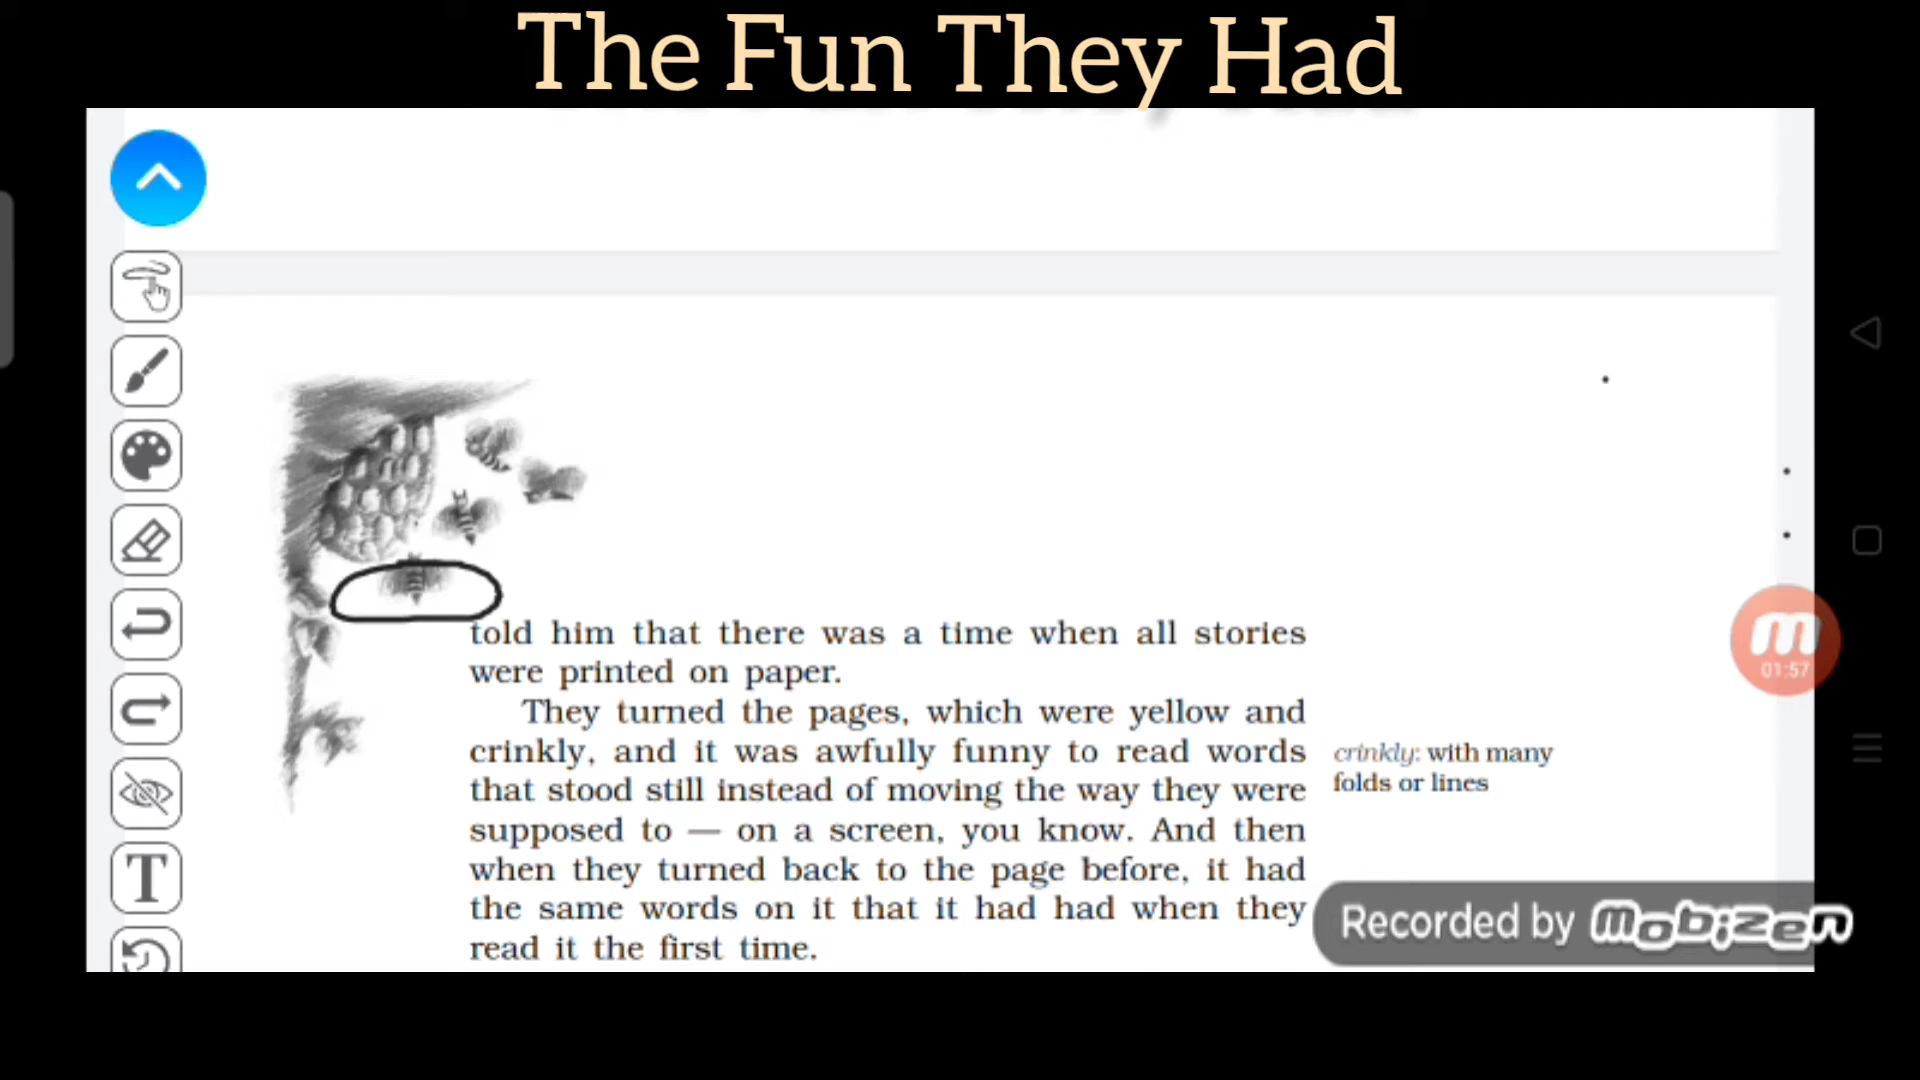 The Fun They Had
told him that there was a time when all stories
were printed on paper.
They turned the pages, which were yellow and
crinkly, and it was awfully funny to read words
that stood still instead of moving the way they were
supposed to — on a screen, you know. And then
when they turned back to the page before, it had
the same words on it that it had had when they
read it the first time.
crinkly: with many
folds or lines
T
01:57
Recorded by Mobizen